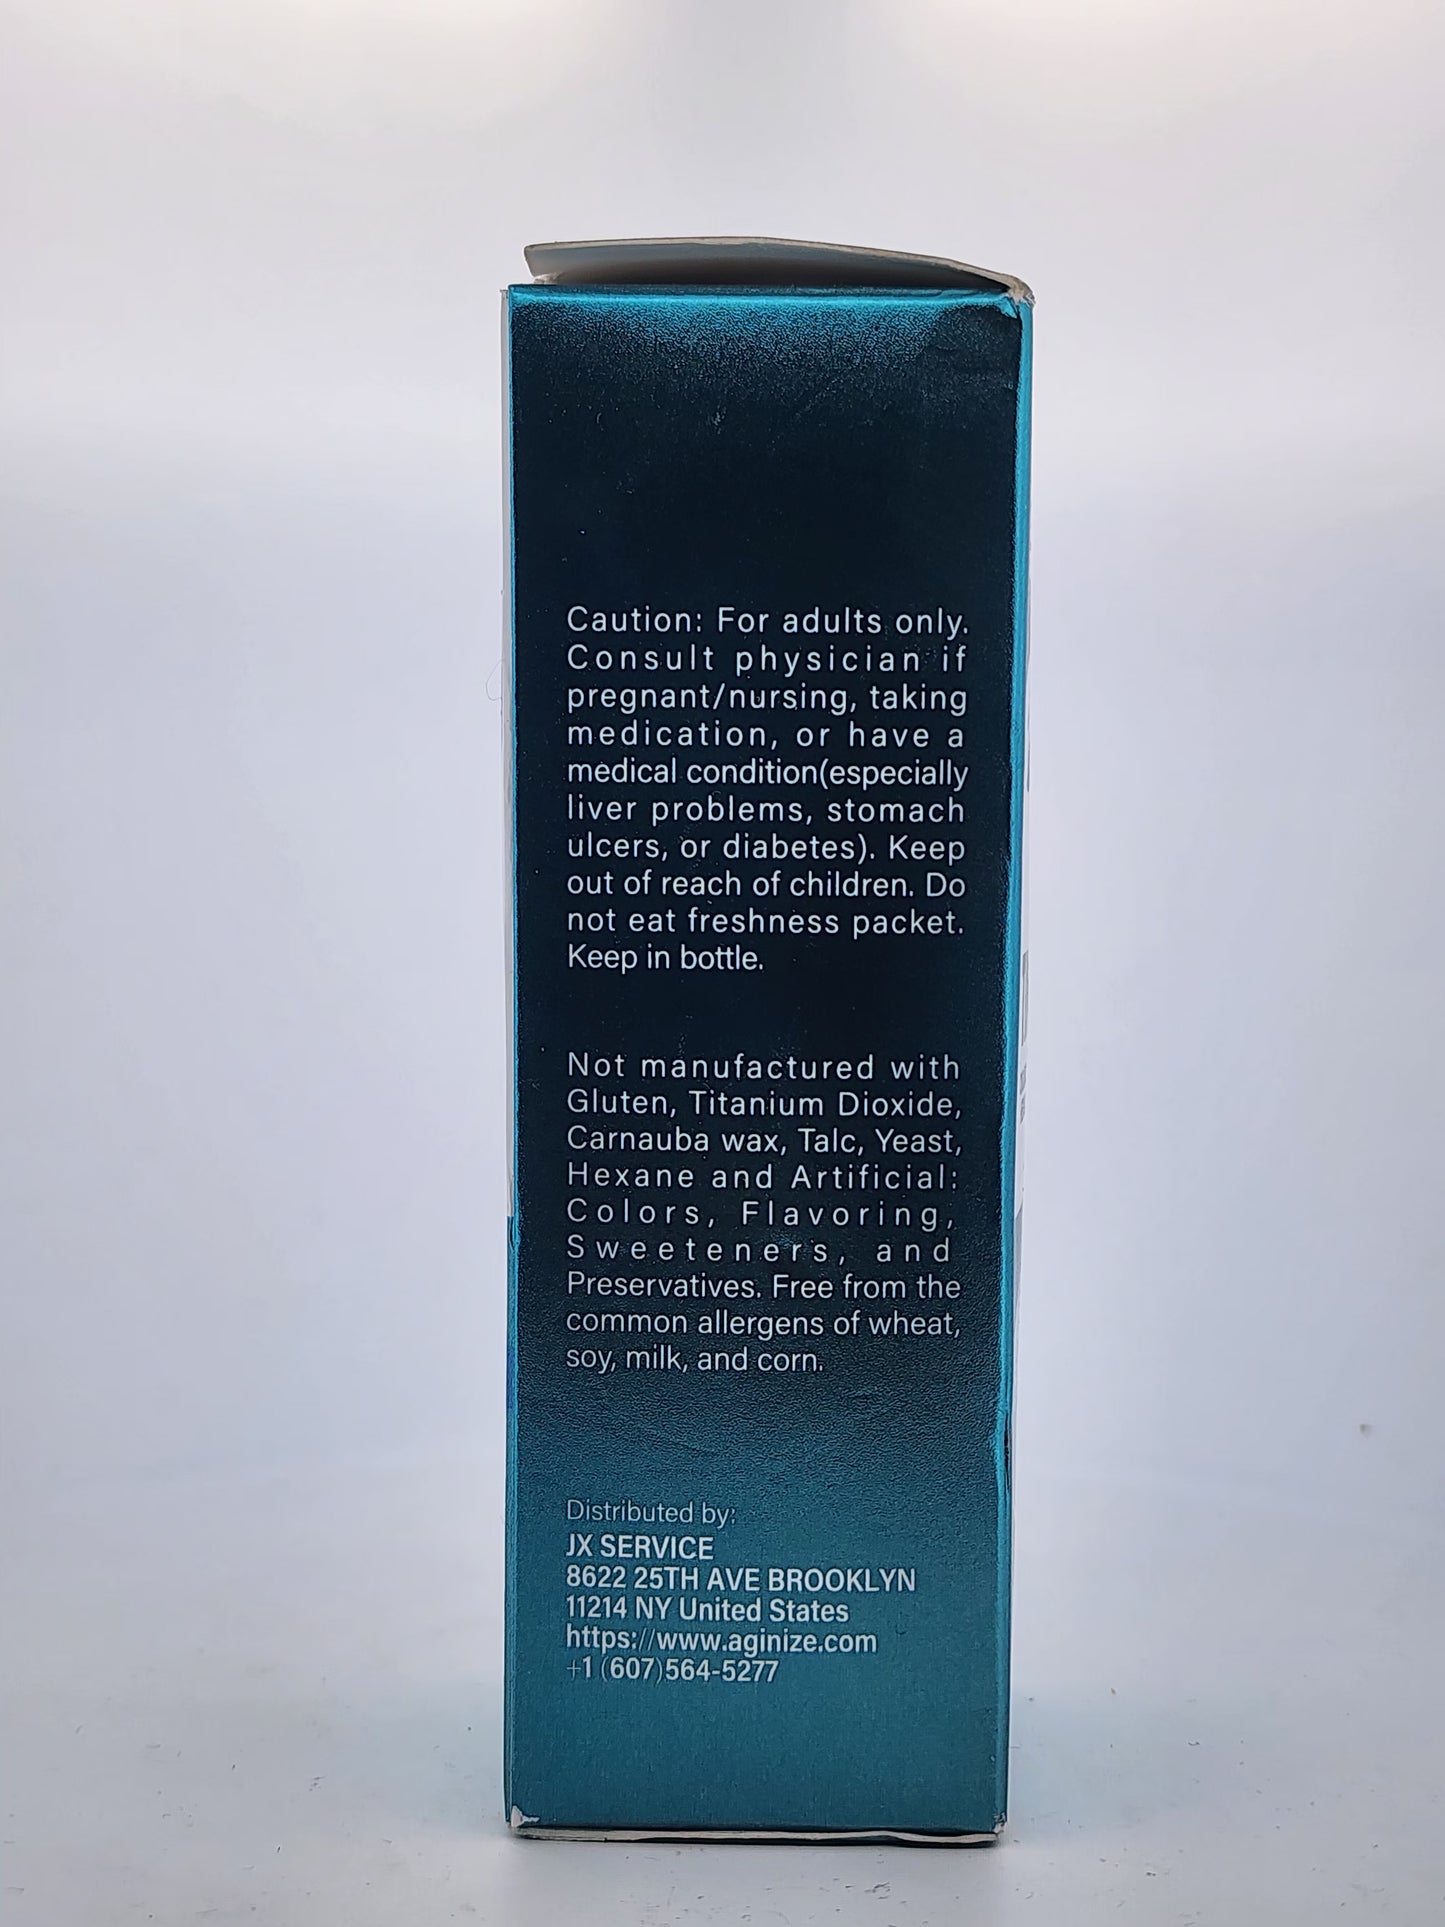 Caution: For adults only.
Consult physician if
pregnant/nursing, taking
medication, or have a
medical condition(especially
liver problems, stomach
ulcers, or diabetes). Keep
out of reach of children. Do
not eat freshness packet.
Keep in bottle.
Not manufactured with
Gluten, Titanium Dioxide,
Carnauba wax, Talc, Yeast,
Hexane and Artificial:
Colors, Flavoring,
Sweeteners, and
Preservatives. Free from the
common allergens of wheat,
soy, milk, and corn.
Distributed by:
JX SERVICE
8622 25TH AVE BROOKLYN
11214 NY United States
https://www.aginize.com
+1 (607)564-5277